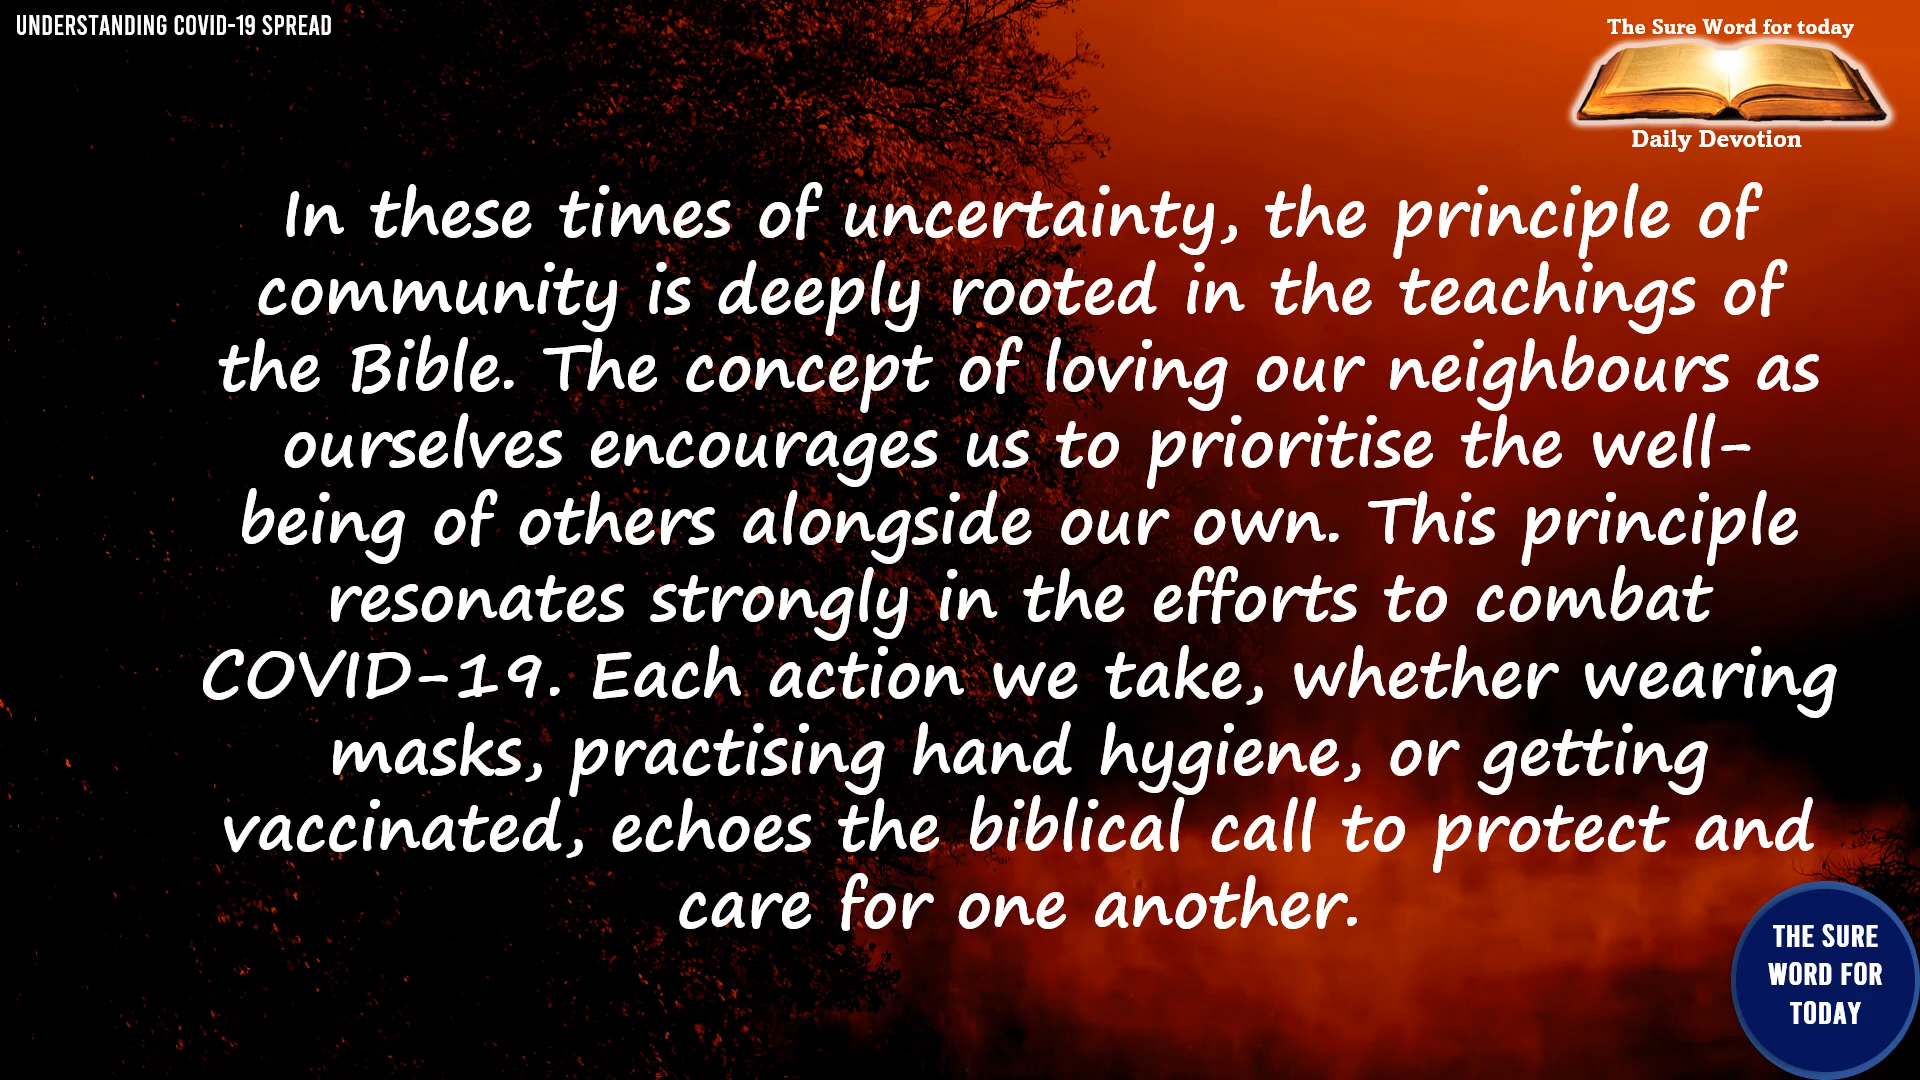 UNDERSTANDING COVID-19 SPREAD
The Sure Word for today
Daily Devotion
In these times of uncertainty, the principle of
community is deeply rooted in the teachings of
the Bible. The concept of loving our neighbours as
ourselves encourages us to prioritise the well-
being of others alongside our own. This principle
resonates strongly in the efforts to combat
COVID-19. Each action we take, whether wearing
masks, practising hand hygiene, or getting
vaccinated, echoes the biblical call to protect and
care for one another.
THE SURE
WORD FOR
TODAY